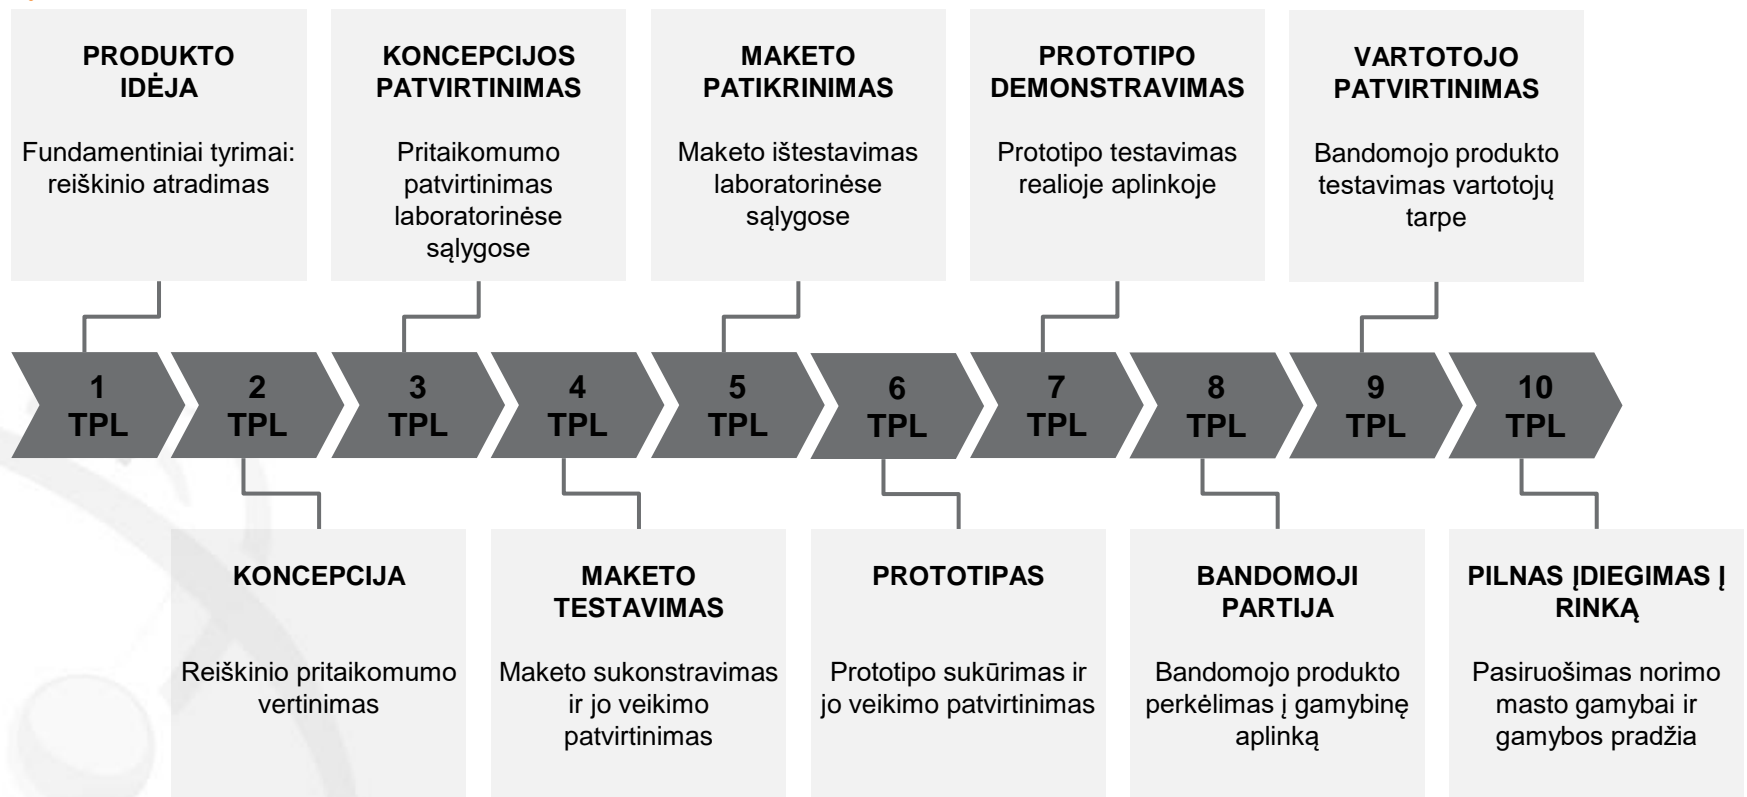 PRODUKTO
IDĖJA
Fundamentiniai tyrimai:
reiškinio atradimas
KONCEPCIJOS
PATVIRTINIMAS
Pritaikomumo
patvirtinimas
laboratorinėse
sąlygose
MAKETO
PATIKRINIMAS
Maketo ištestavimas
laboratorinėse
sąlygose
PROTOTIPO
DEMONSTRAVIMAS
Prototipo testavimas
realioje aplinkoje
VARTOTOJO
PATVIRTINIMAS
Bandomojo produkto
testavimas vartotojų
tarpe
1
TPL
2
TPL
3
TPL
4
TPL
5
TPL
6
TPL
7
TPL
8
TPL
9
TPL
10
TPL
KONCEPCIJA
Reiškinio pritaikomumo
vertinimas
MAKETO
TESTAVIMAS
Maketo sukonstravimas
ir jo veikimo
patvirtinimas
PROTOTIPAS
Prototipo sukūrimas ir
jo veikimo patvirtinimas
BANDOMOJI
PARTIJA
Bandomojo produkto
perkėlimas į gamybinę
aplinką
PILNAS ĮDIEGIMAS Į
RINKĄ
Pasiruošimas norimo
masto gamybai ir
gamybos pradžia